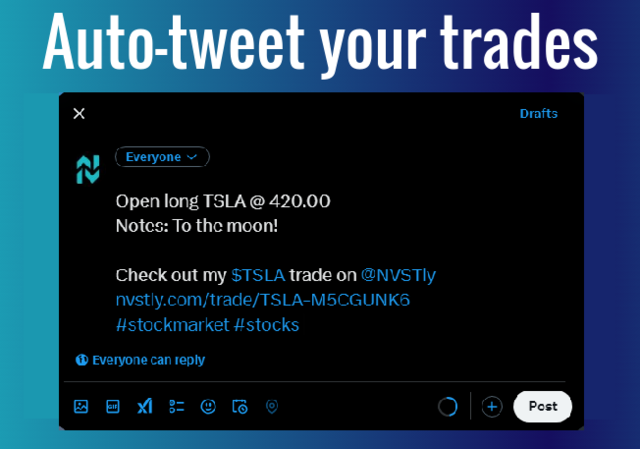 Auto-tweet your trades
Drafts
Everyone
Open long TSLA @ 420.00
Notes: To the moon!
Check out my $TSLA trade on @NVSTly
nvstly.com/trade/TSLA-M5CGUNK6
#stockmarket #stocks
Everyone can reply
GIF
Post